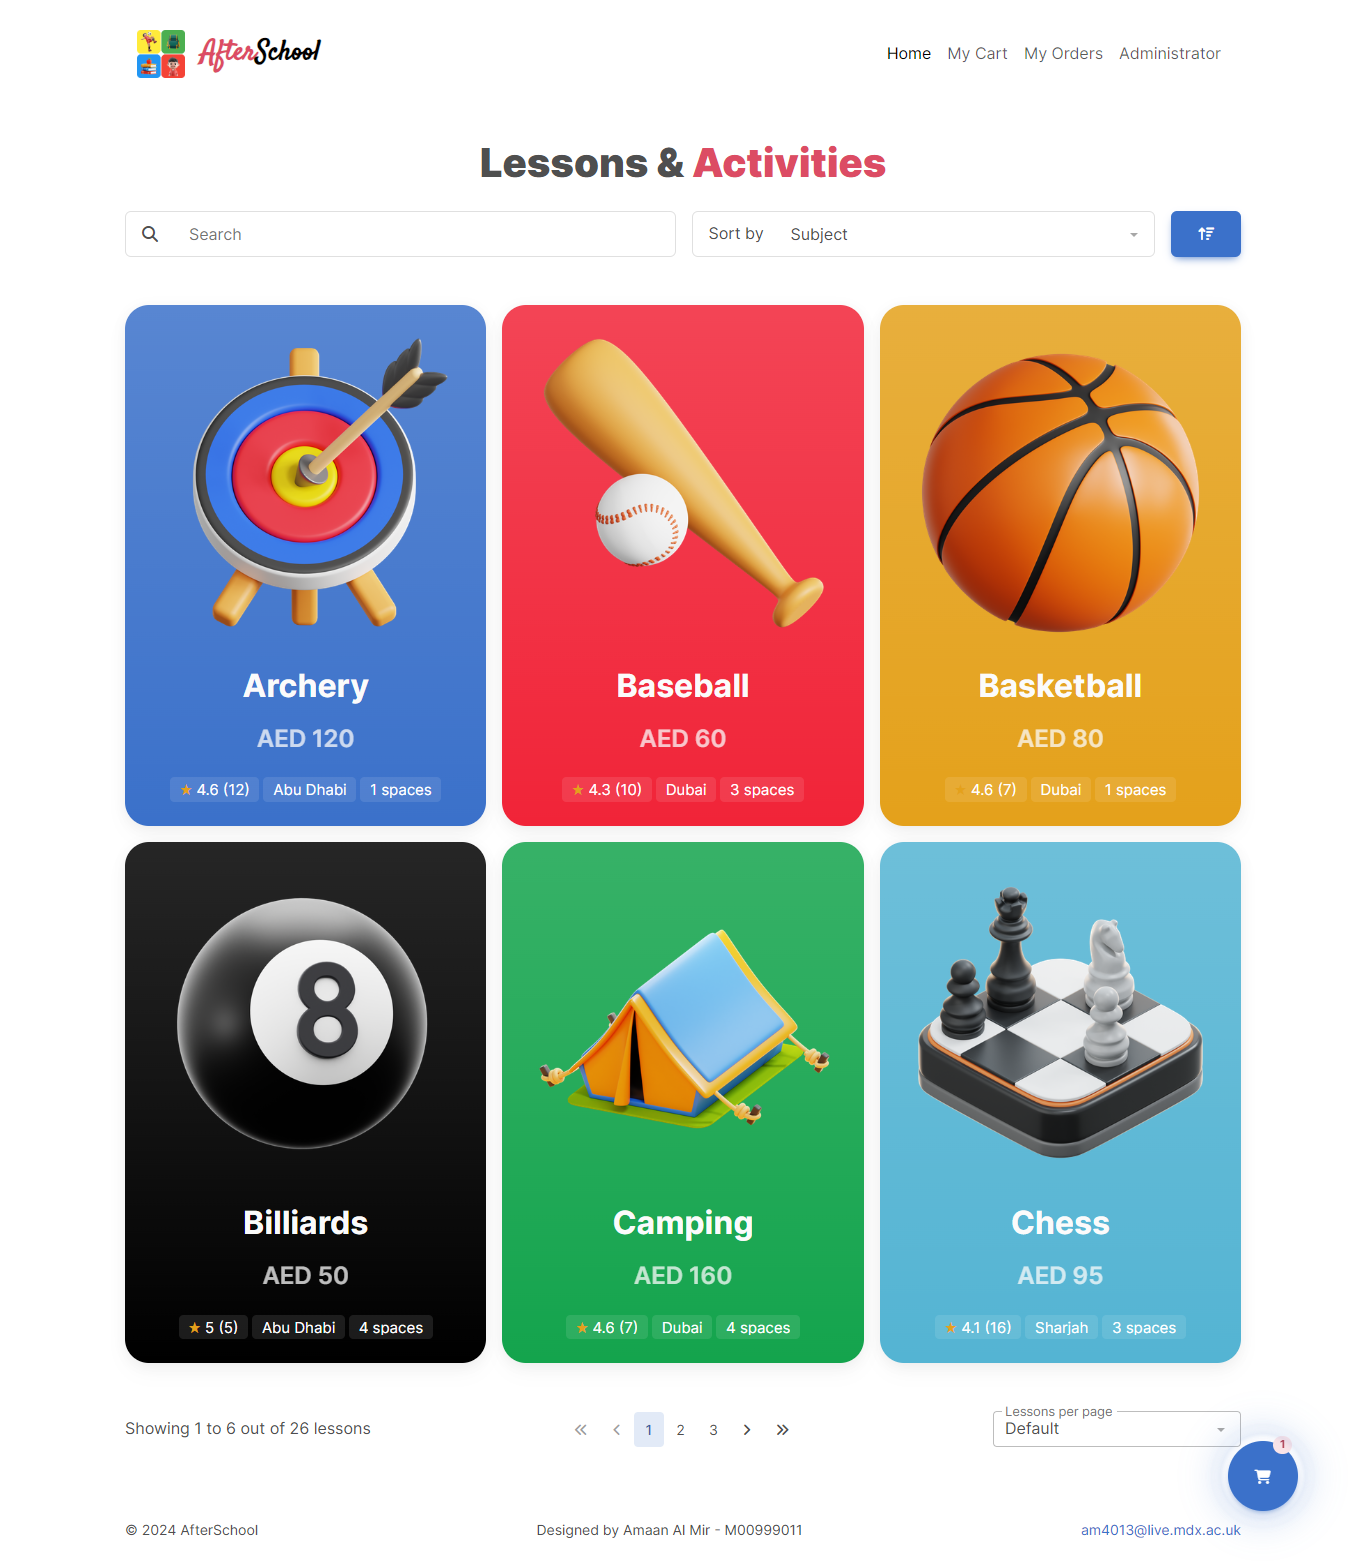 AfterSchool
Home My Cart My Orders Administrator
Lessons & Activities
Search
Sort by Subject
Archery
AED 120
★ 4.6 (12) Abu Dhabi 1 spaces
Baseball
AED 60
★ 4.3 (10) Dubai 3 spaces
Basketball
AED 80
★ 4.6 (7) Dubai 1 spaces
8
Billiards
AED 50
★ 5 (5) Abu Dhabi 4 spaces
Camping
AED 160
★ 4.6 (7) Dubai 4 spaces
Chess
AED 95
★ 4.1 (16) Sharjah 3 spaces
Showing 1 to 6 out of 26 lessons
« ‹ 1 2 3 › »
Lessons per page
Default
1
© 2024 AfterSchool
Designed by Amaan Al Mir - M00999011
am4013@live.mdx.ac.uk